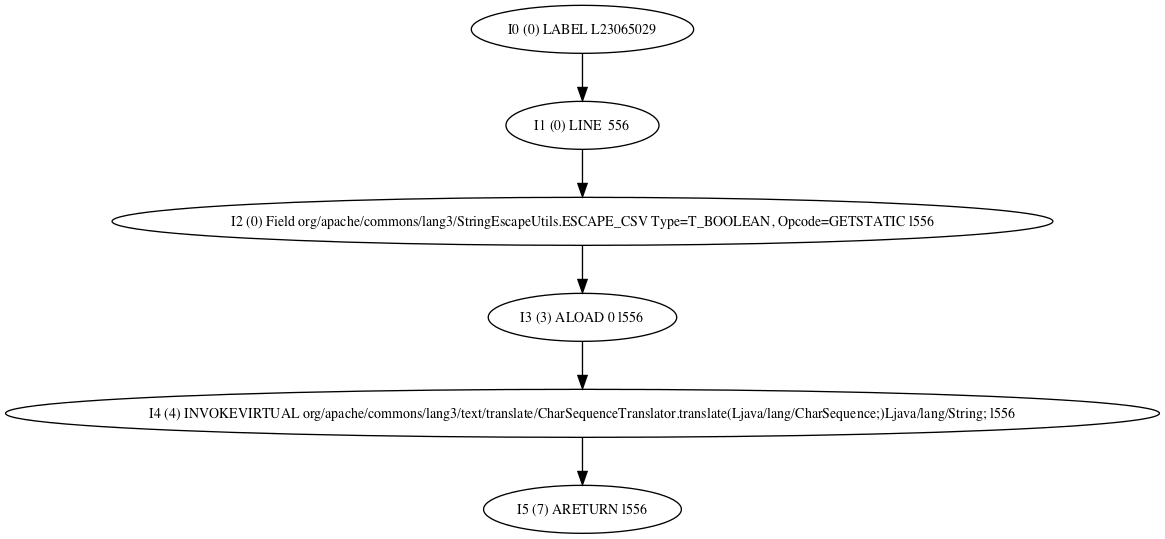 I0 (0) LABEL L23065029
I1 (0) LINE 556
I2 (0) Field org/apache/commons/lang3/StringEscapeUtils.ESCAPE_CSV Type=T_BOOLEAN, Opcode=GETSTATIC l556
I3 (3) ALOAD 0 l556
I4 (4) INVOKEVIRTUAL org/apache/commons/lang3/text/translate/CharSequenceTranslator.translate(Ljava/lang/CharSequence;)Ljava/lang/String; l556
I5 (7) ARETURN l556